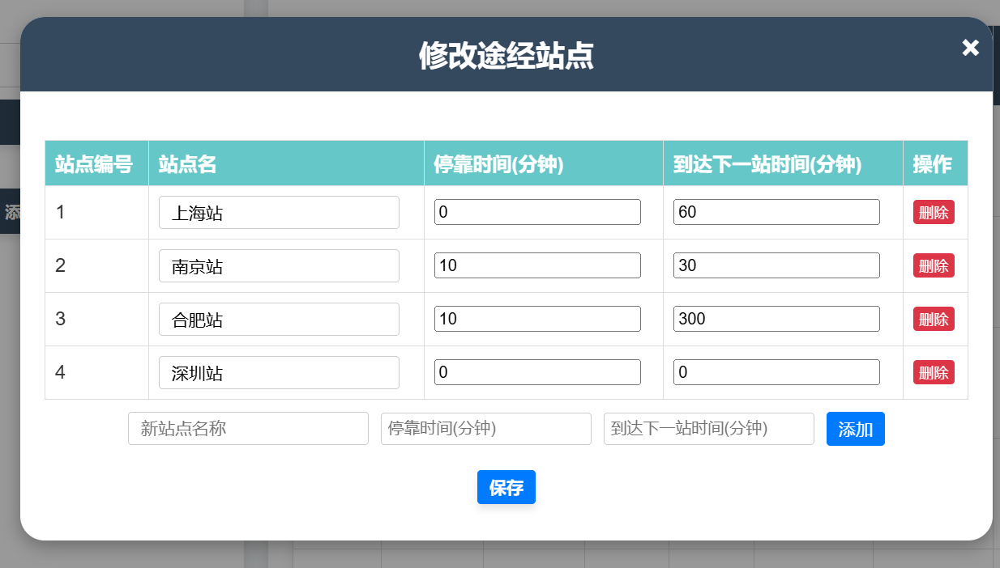 修改途经站点 ×
站点编号 站点名 停靠时间(分钟) 到达下一站时间(分钟) 操作
1 上海站 0 60 删除
添
2 南京站 10 30 删除
3 合肥站 10 300 删除
4 深圳站 0 0 删除
新站点名称 停靠时间(分钟) 到达下一站时间(分钟) 添加
保存